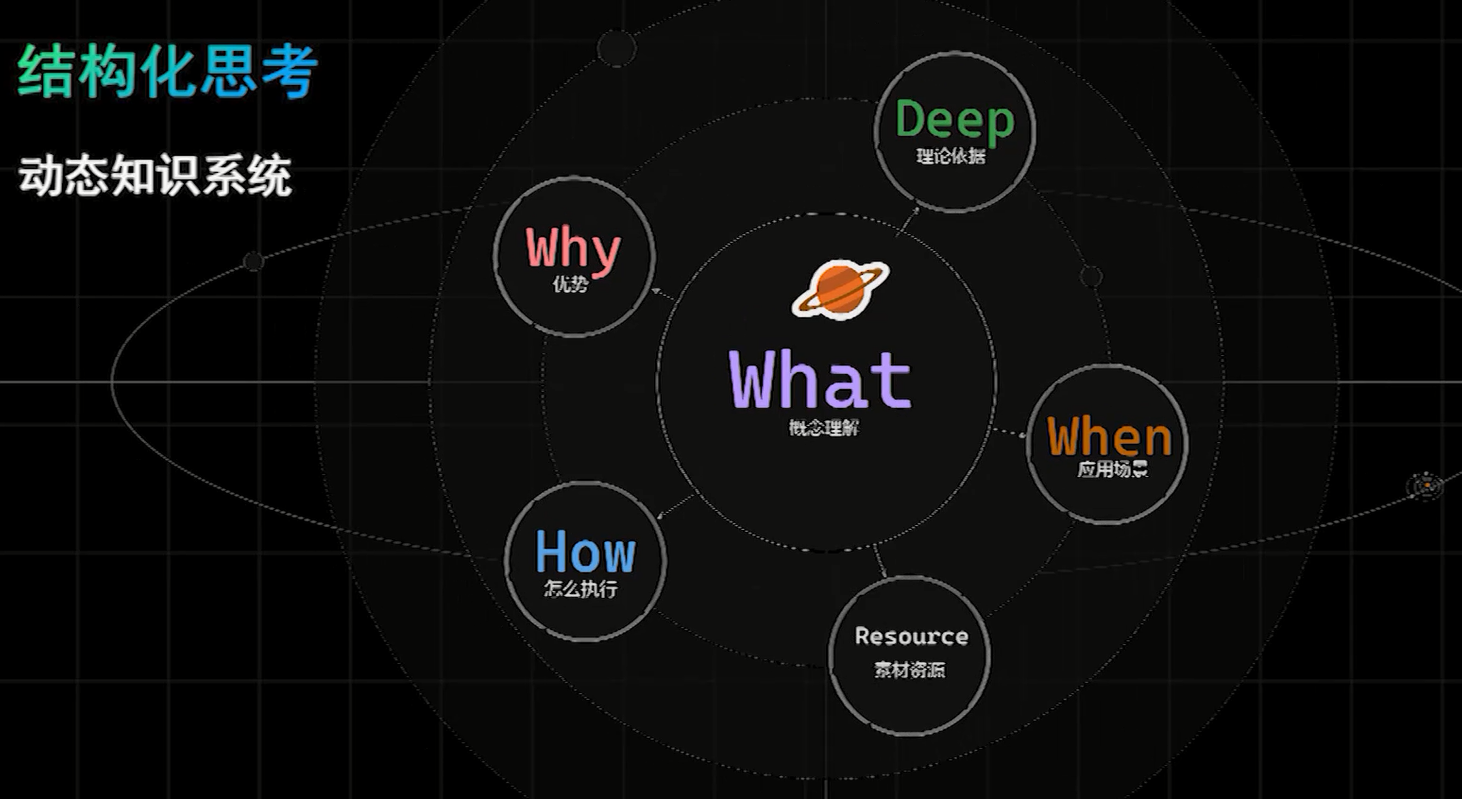 结构化思考
动态知识系统
Deep
理论依据
Why
优势
What
概念理解
When
应用场景
How
怎么执行
Resource
素材资源